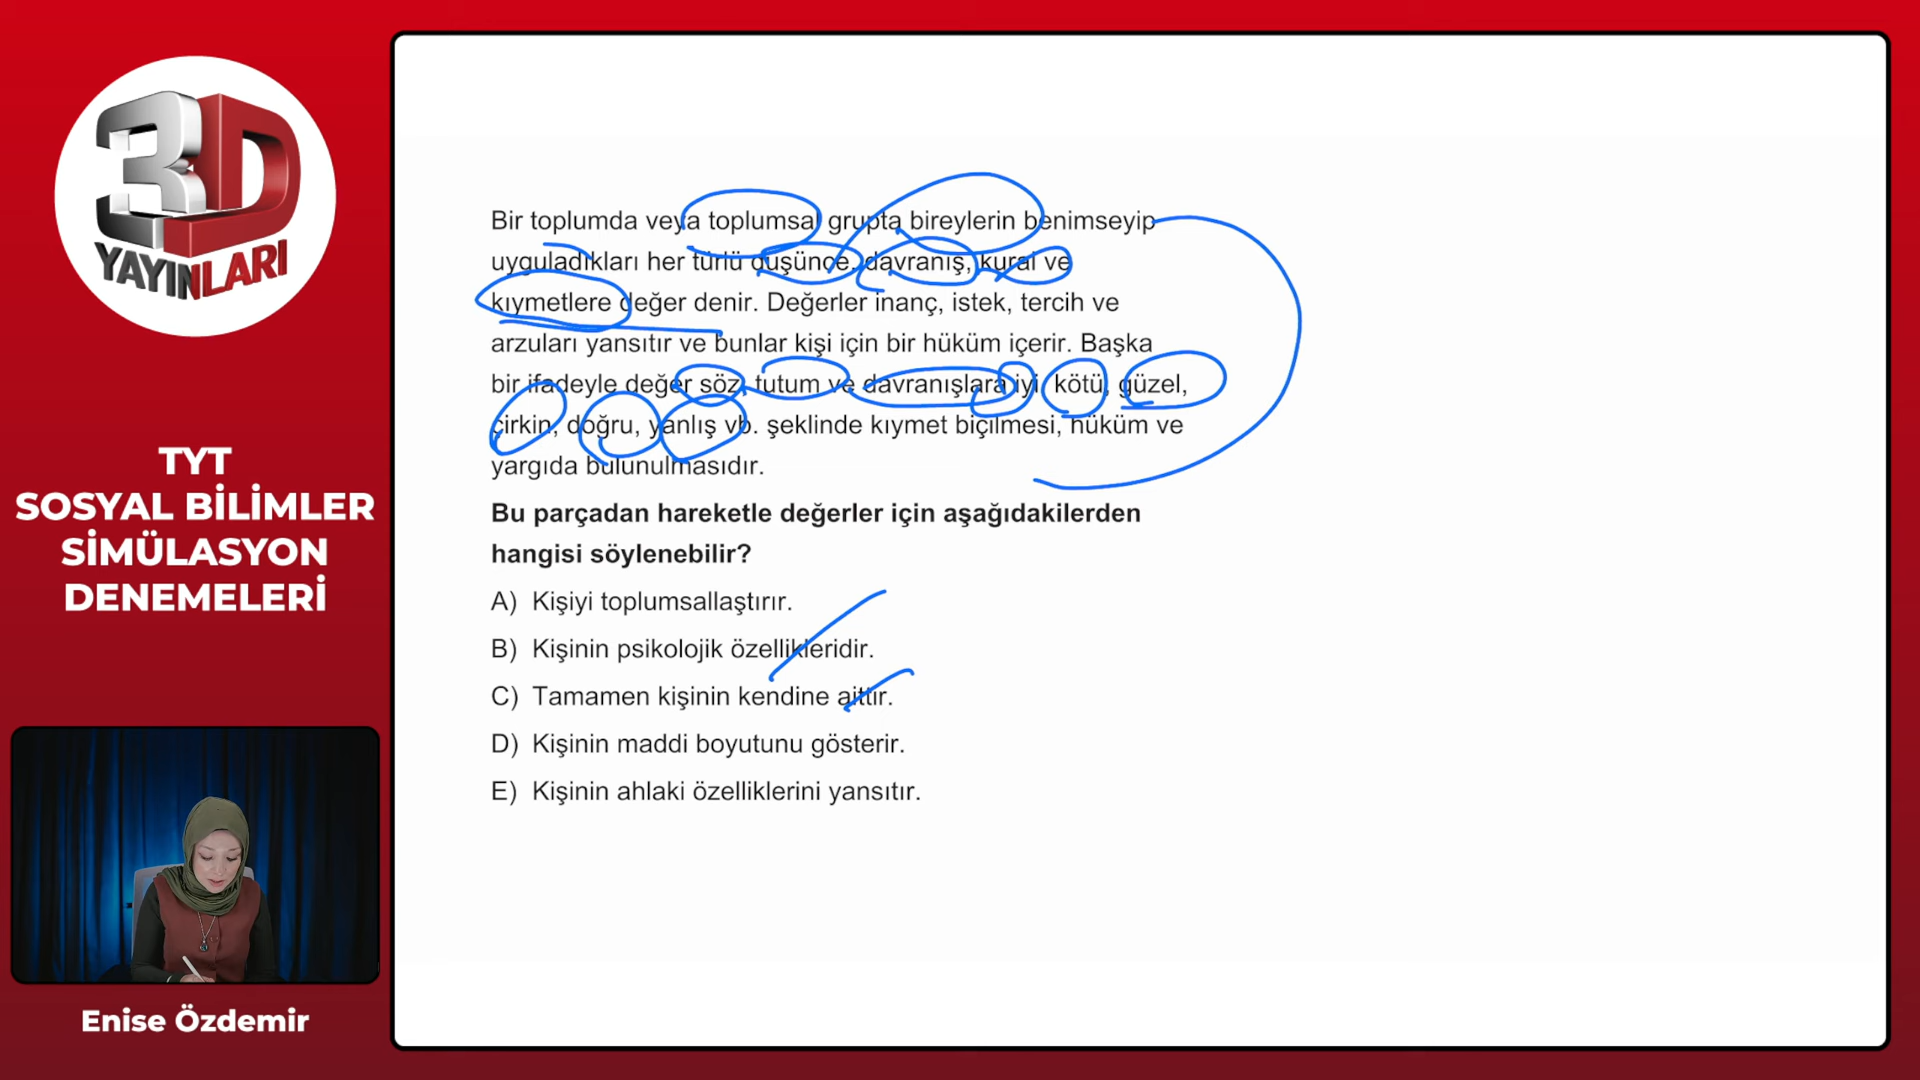 3D
YAYINLARI
TYT
SOSYAL BİLİMLER
SİMÜLASYON
DENEMELERİ
Enise Özdemir
Bir toplumda veya toplumsal grupta bireylerin benimseyip
uyguladıkları her türlü düşünce, davranış, kural ve
kıymetlere değer denir. Değerler inanç, istek, tercih ve
arzuları yansıtır ve bunlar kişi için bir hüküm içerir. Başka
bir ifadeyle değer söz, tutum ve davranışlara iyi, kötü, güzel,
çirkin, doğru, yanlış vb. şeklinde kıymet biçilmesi, hüküm ve
yargıda bulunulmasıdır.
Bu parçadan hareketle değerler için aşağıdakilerden
hangisi söylenebilir?
A) Kişiyi toplumsallaştırır.
B) Kişinin psikolojik özellikleridir.
C) Tamamen kişinin kendine aittir.
D) Kişinin maddi boyutunu gösterir.
E) Kişinin ahlaki özelliklerini yansıtır.